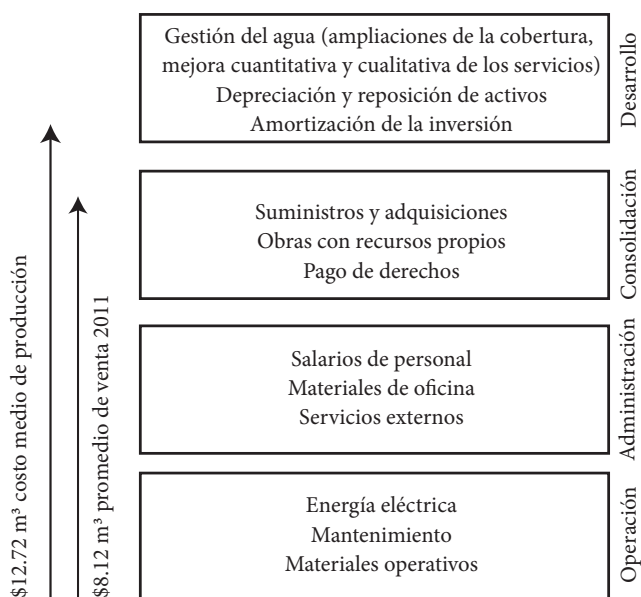 Gestión del agua (ampliaciones de la cobertura,
mejora cuantitativa y cualitativa de los servicios)
Depreciación y reposición de activos
Amortización de la inversión
Desarrollo
Suministros y adquisiciones
Obras con recursos propios
Pago de derechos
Consolidación
Salarios de personal
Materiales de oficina
Servicios externos
Administración
Energía eléctrica
Mantenimiento
Materiales operativos
Operación
$12.72 m³ costo medio de producción
$8.12 m³ promedio de venta 2011